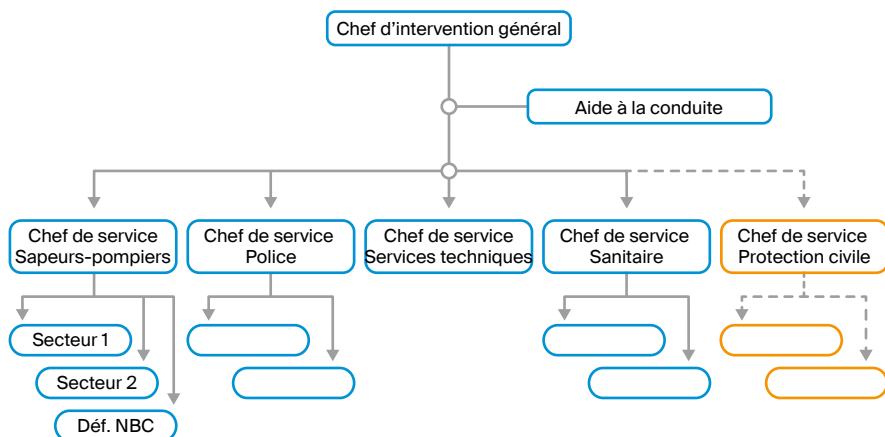 Chef d’intervention général
Aide à la conduite
Chef de service
Sapeurs-pompiers
Chef de service
Police
Chef de service
Services techniques
Chef de service
Sanitaire
Chef de service
Protection civile
Secteur 1
Secteur 2
Déf. NBC